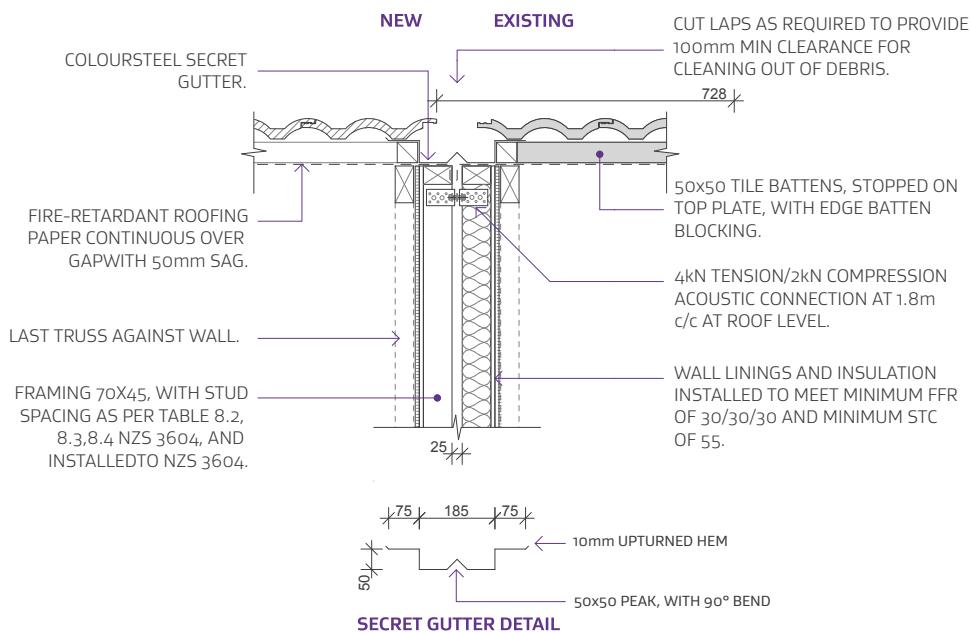 NEW
EXISTING
COLOURSTEEL SECRET
GUTTER.
CUT LAPS AS REQUIRED TO PROVIDE
100mm MIN CLEARANCE FOR
CLEANING OUT OF DEBRIS.
728
FIRE-RETARDANT ROOFING
PAPER CONTINUOUS OVER
GAPWITH 50mm SAG.
50x50 TILE BATTENS, STOPPED ON
TOP PLATE, WITH EDGE BATTEN
BLOCKING.
4kN TENSION/2kN COMPRESSION
ACOUSTIC CONNECTION AT 1.8m
c/c AT ROOF LEVEL.
LAST TRUSS AGAINST WALL.
FRAMING 70X45, WITH STUD
SPACING AS PER TABLE 8.2,
8.3,8.4 NZS 3604, AND
INSTALLEDTO NZS 3604.
WALL LININGS AND INSULATION
INSTALLED TO MEET MINIMUM FFR
OF 30/30/30 AND MINIMUM STC
OF 55.
25
75
185
75
10mm UPTURNED HEM
50
50x50 PEAK, WITH 90° BEND
SECRET GUTTER DETAIL